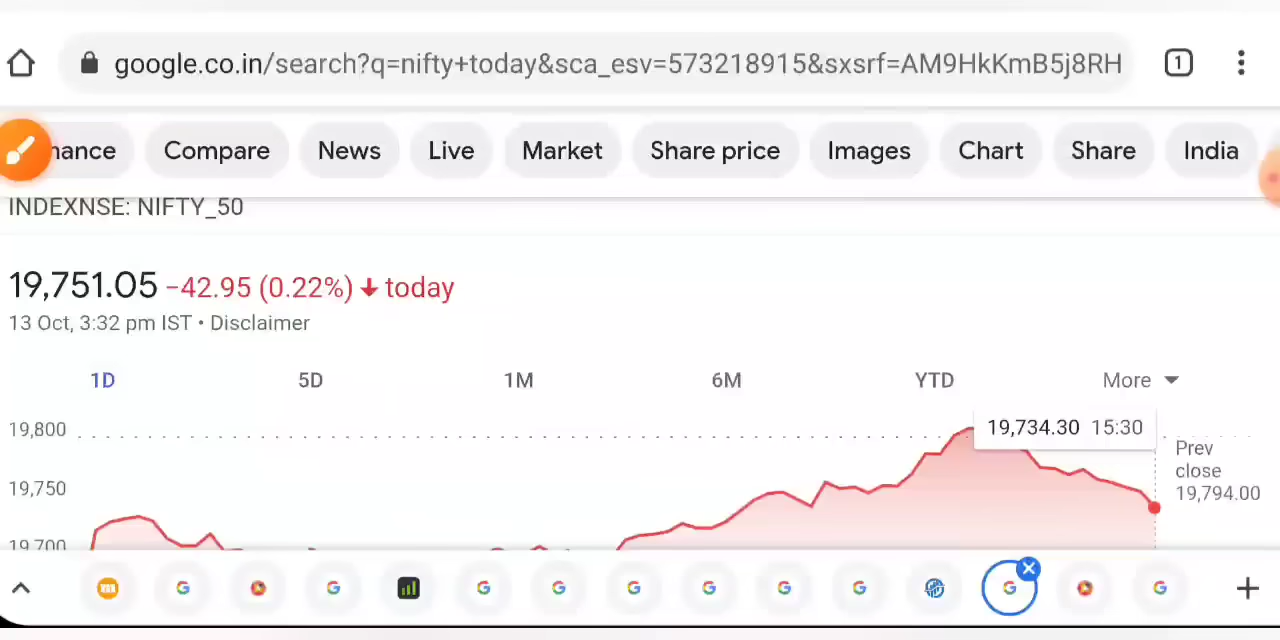 google.co.in/search?q=nifty+today&sca_esv=573218915&sxsrf=AM9HkKmB5j8RH
1
nance Compare News Live Market Share price Images Chart Share India
INDEXNSE: NIFTY_50
19,751.05 −42.95 (0.22%) ↓ today
13 Oct, 3:32 pm IST • Disclaimer
1D 5D 1M 6M YTD More
19,800
19,734.30 15:30
Prev
close
19,794.00
19,750
19,700